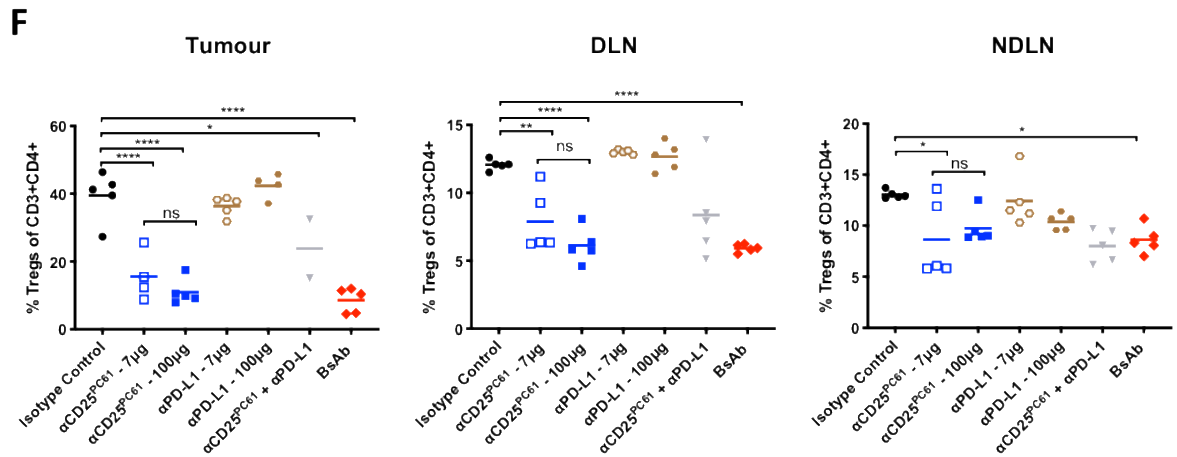 F
Tumour
DLN
NDLN
% Tregs of CD3+CD4+
60
40
20
0
****
*
****
****
ns
Isotype Control
αCD25PC61 - 7µg
αCD25PC61 - 100µg
αPD-L1 - 7µg
αPD-L1 - 100µg
αCD25PC61 + αPD-L1
BsAb
% Tregs of CD3+CD4+
15
10
5
0
****
****
**
ns
Isotype Control
αCD25PC61 - 7µg
αCD25PC61 - 100µg
αPD-L1 - 7µg
αPD-L1 - 100µg
αCD25PC61 + αPD-L1
BsAb
% Tregs of CD3+CD4+
20
15
10
5
0
*
*
ns
Isotype Control
αCD25PC61 - 7µg
αCD25PC61 - 100µg
αPD-L1 - 7µg
αPD-L1 - 100µg
αCD25PC61 + αPD-L1
BsAb